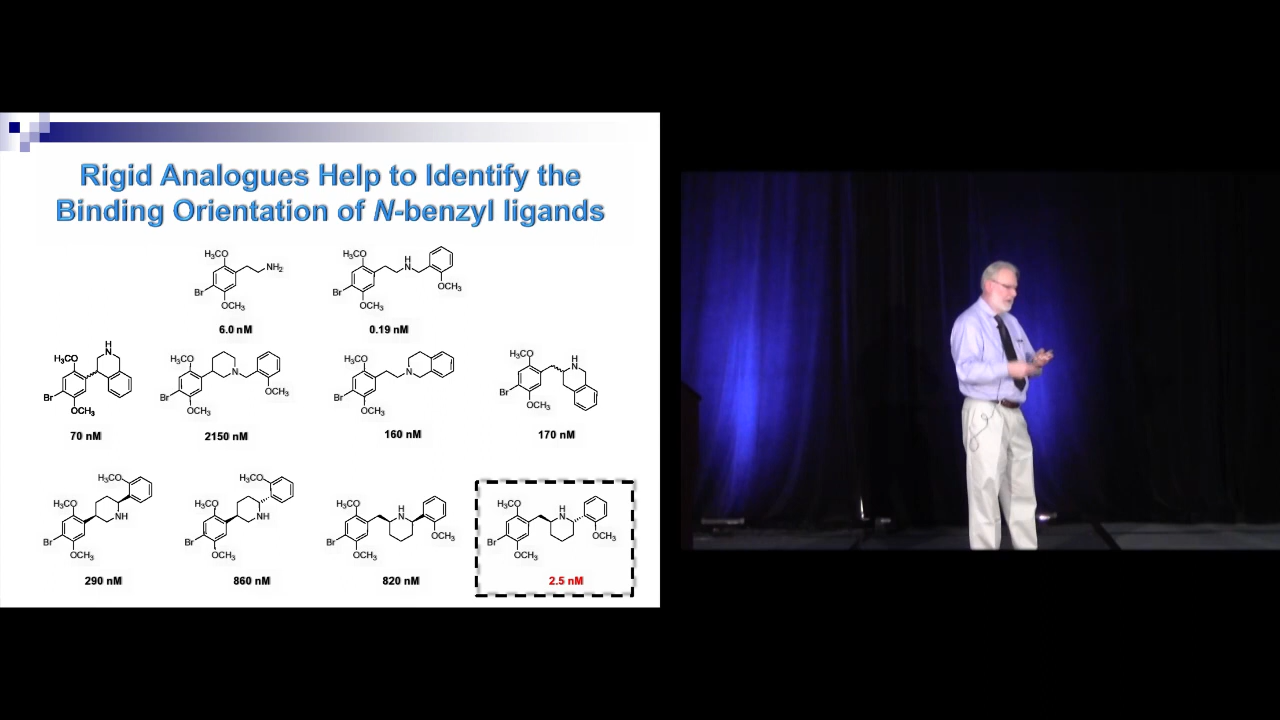 Rigid Analogues Help to Identify the
Binding Orientation of N-benzyl ligands
H₃CO
NH₂
Br
OCH₃
6.0 nM
H₃CO
H
N
Br
OCH₃
OCH₃
0.19 nM
H
N
H₃CO
Br
OCH₃
70 nM
H₃CO
N
Br
OCH₃
OCH₃
2150 nM
H₃CO
N
Br
OCH₃
160 nM
H₃CO
H
N
Br
OCH₃
170 nM
H₃CO
H₃CO
NH
Br
OCH₃
290 nM
H₃CO
H₃CO
NH
Br
OCH₃
860 nM
H₃CO
H
N
Br
OCH₃
OCH₃
820 nM
H₃CO
H
N
Br
OCH₃
OCH₃
2.5 nM